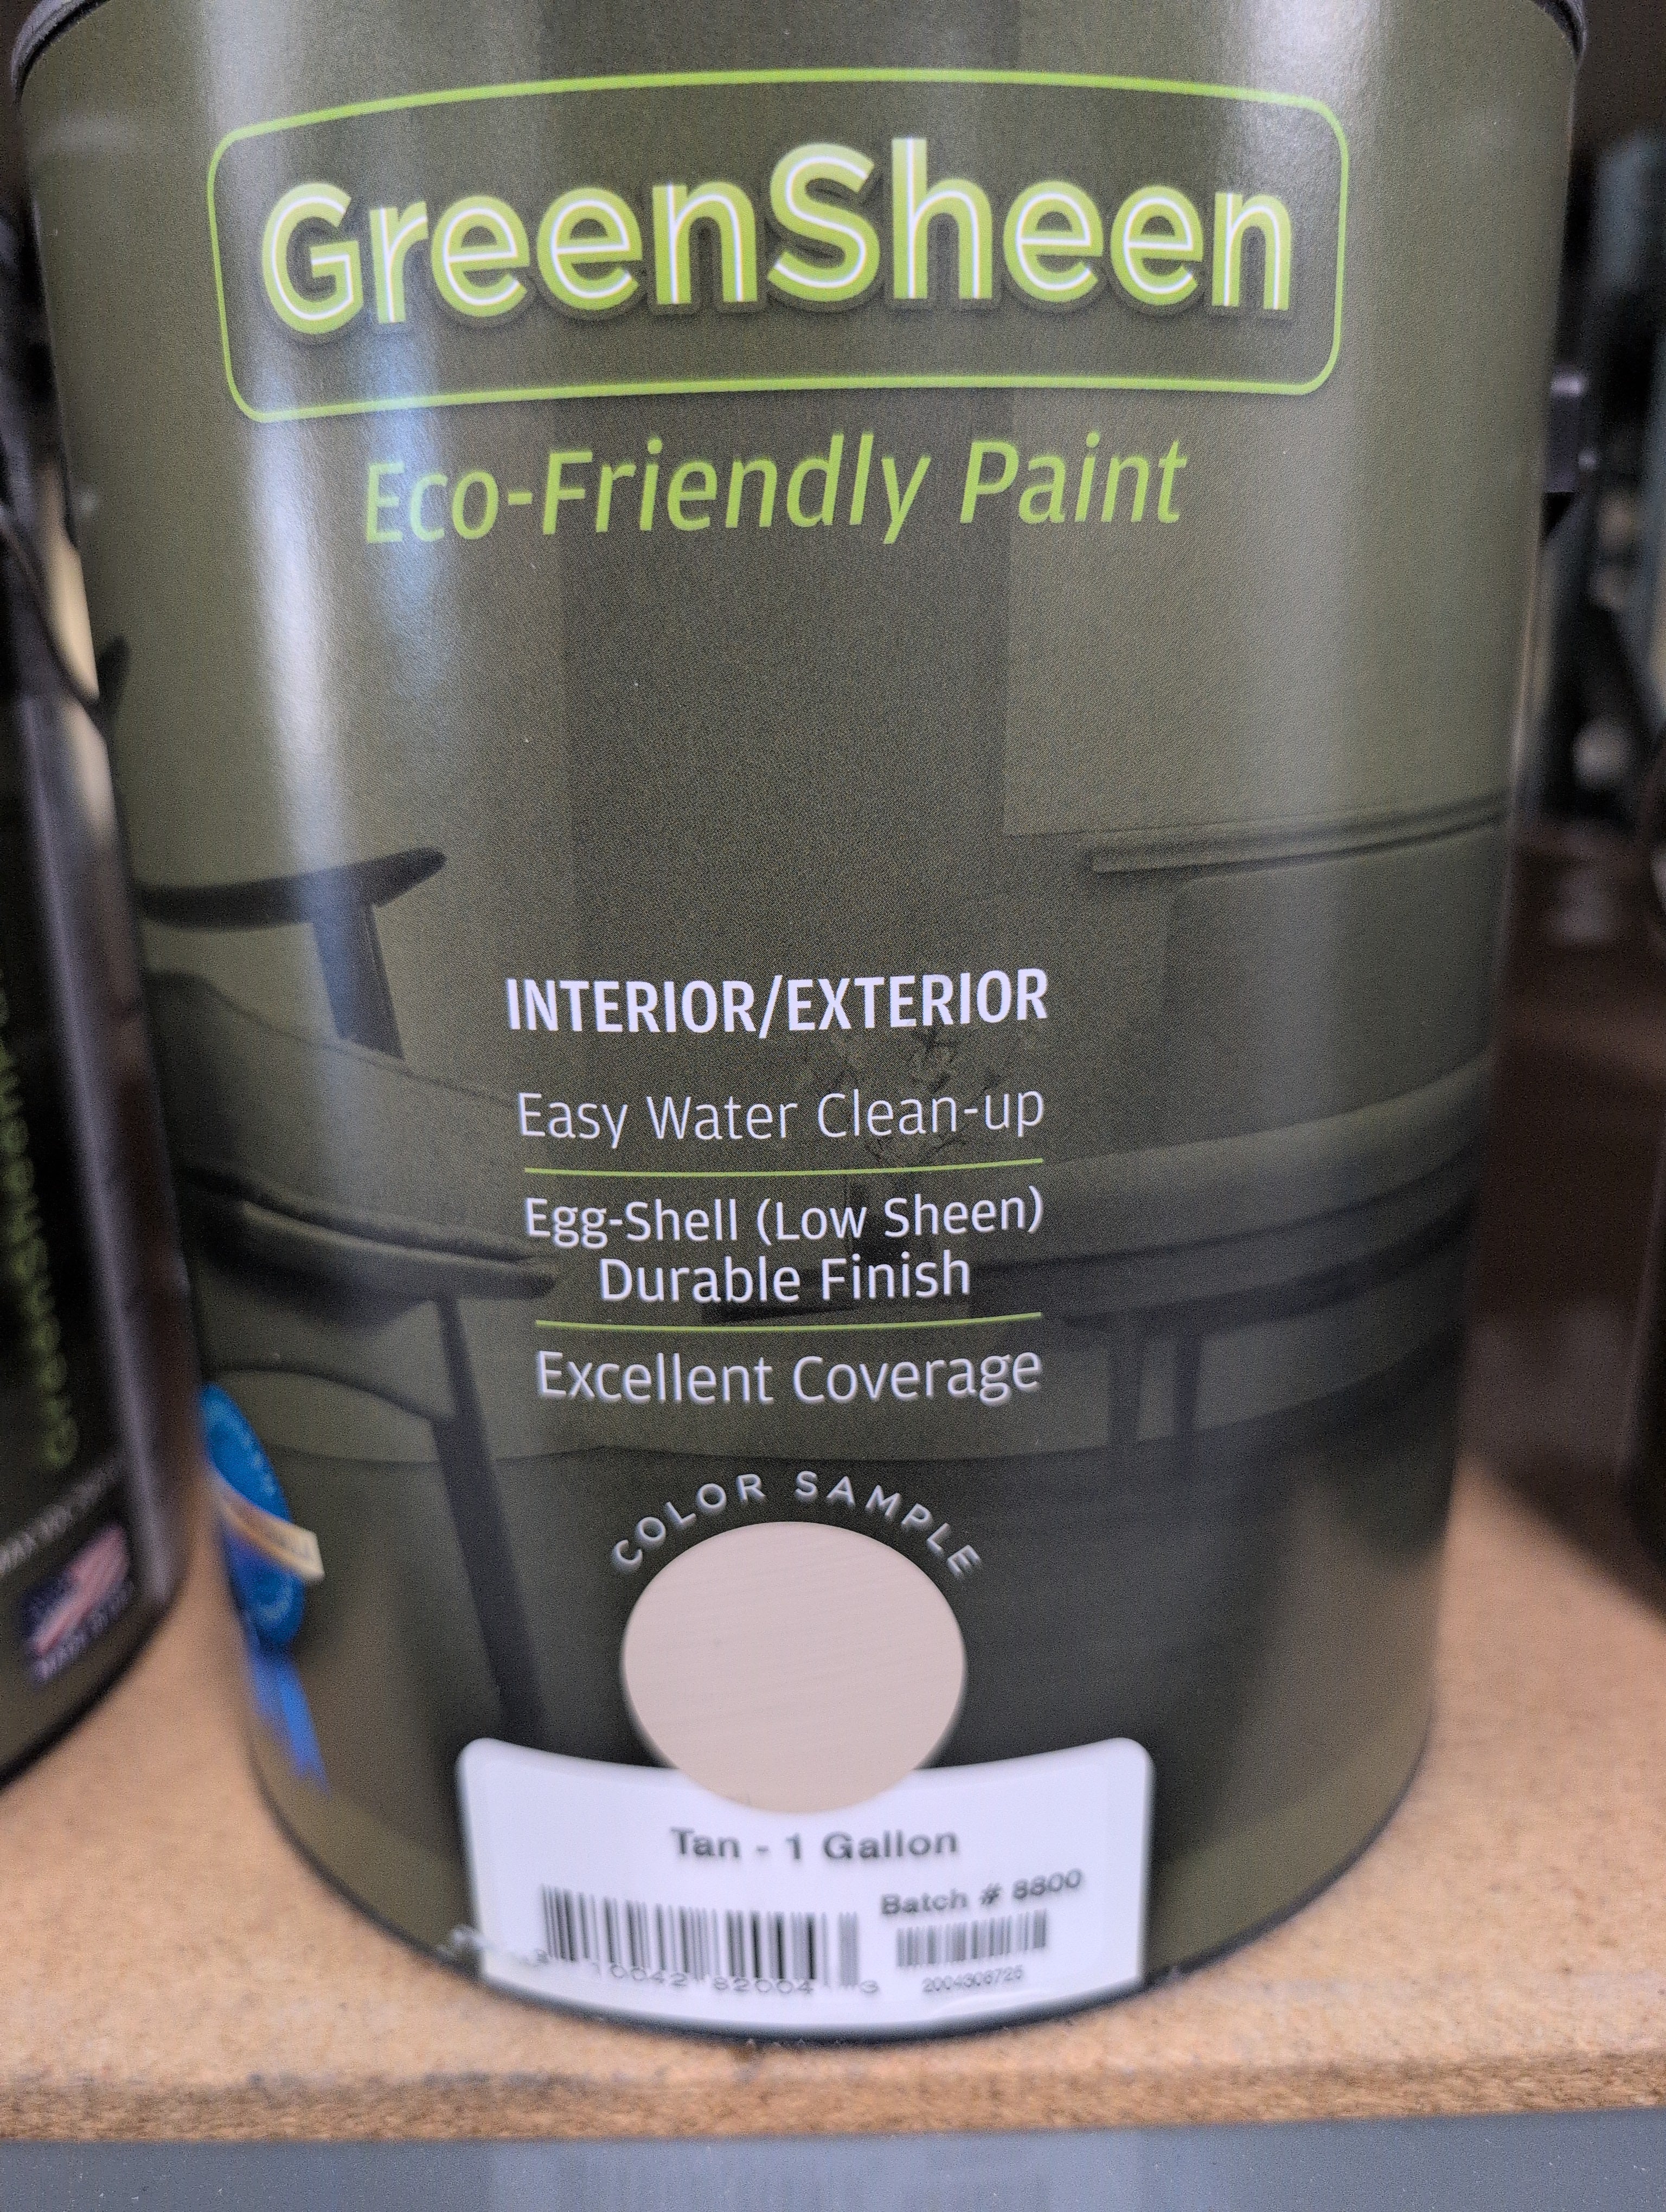 GreenSheen
Eco-Friendly Paint
INTERIOR/EXTERIOR
Easy Water Clean-up
Egg-Shell (Low Sheen)
Durable Finish
Excellent Coverage
COLOR SAMPLE
Tan - 1 Gallon
Batch # 8800
10042 82004 3
2004308725